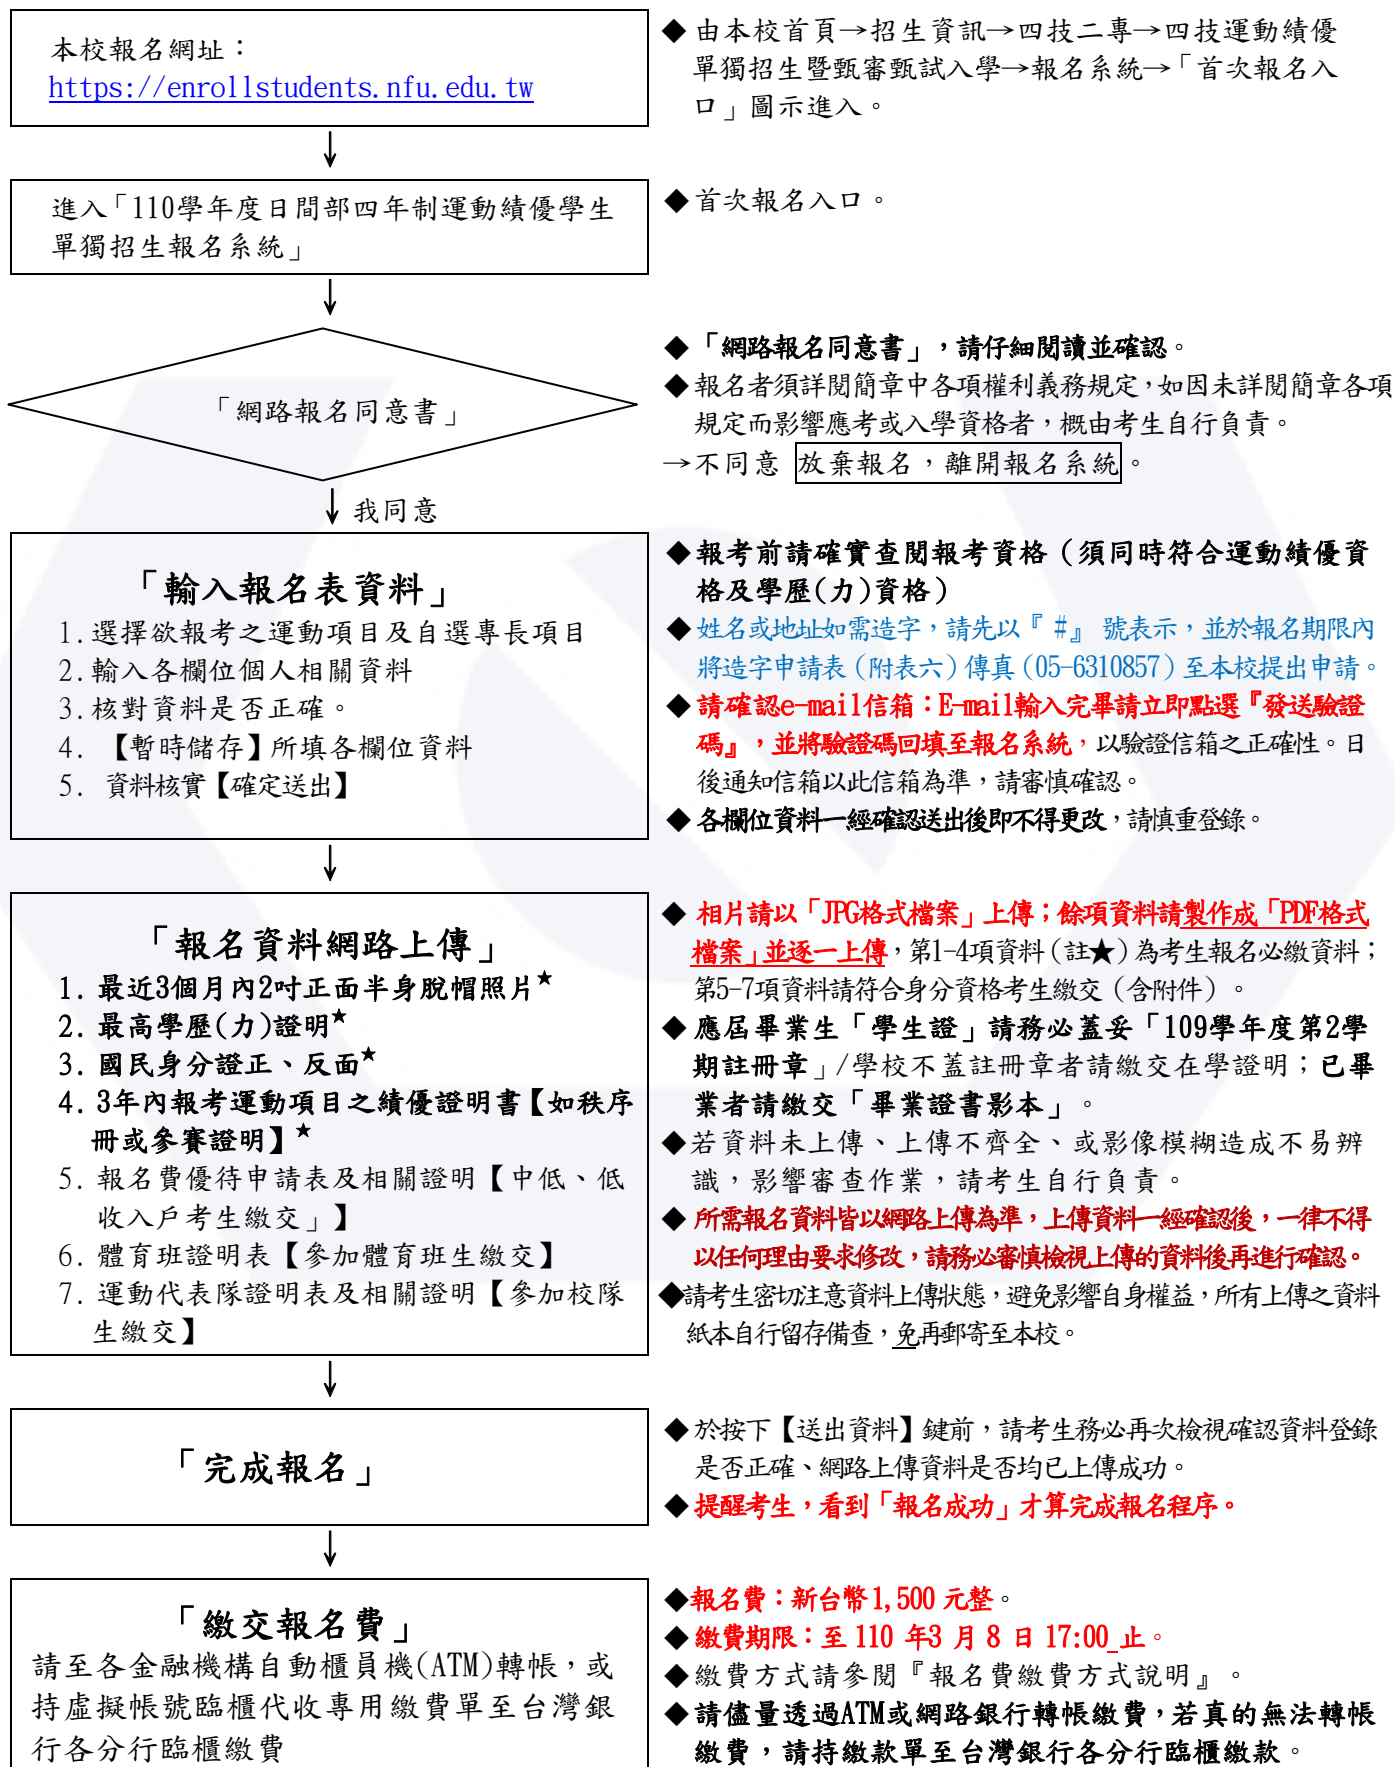 本校報名網址：
https://enrollstudents.nfu.edu.tw
◆由本校首頁→招生資訊→四技二專→四技運動績優
單獨招生暨甄審甄試入學→報名系統→「首次報名入
口」圖示進入。
進入「110學年度日間部四年制運動績優學生
單獨招生報名系統」
◆首次報名入口。
「網路報名同意書」
◆「網路報名同意書」，請仔細閱讀並確認。
◆報名者須詳閱簡章中各項權利義務規定，如因未詳閱簡章各項
規定而影響應考或入學資格者，概由考生自行負責。
→不同意 放棄報名，離開報名系統。
我同意
「輸入報名表資料」
1.選擇欲報考之運動項目及自選專長項目
2.輸入各欄位個人相關資料
3.核對資料是否正確。
4. 【暫時儲存】所填各欄位資料
5. 資料核實【確定送出】
◆報考前請確實查閱報考資格（須同時符合運動績優資
格及學歷(力)資格）
◆姓名或地址如需造字，請先以『 #』 號表示，並於報名期限內
將造字申請表（附表六）傳真（05-6310857）至本校提出申請。
◆請確認e-mail信箱：E-mail輸入完畢請立即點選『發送驗證
碼』，並將驗證碼回填至報名系統，以驗證信箱之正確性。日
後通知信箱以此信箱為準，請審慎確認。
◆各欄位資料一經確認送出後即不得更改，請慎重登錄。
「報名資料網路上傳」
1. 最近3個月內2吋正面半身脫帽照片★
2. 最高學歷(力)證明★
3. 國民身分證正、反面★
4. 3年內報考運動項目之績優證明書【如秩序
冊或參賽證明】★
5. 報名費優待申請表及相關證明【中低、低
收入戶考生繳交」】
6. 體育班證明表【參加體育班生繳交】
7. 運動代表隊證明表及相關證明【參加校隊
生繳交】
◆ 相片請以「JPG格式檔案」上傳；餘項資料請製作成「PDF格式
檔案」並逐一上傳，第1-4項資料（註★）為考生報名必繳資料；
第5-7項資料請符合身分資格考生繳交（含附件）。
◆應屆畢業生「學生證」請務必蓋妥「109學年度第2學
期註冊章」/學校不蓋註冊章者請繳交在學證明；已畢
業者請繳交「畢業證書影本」。
◆若資料未上傳、上傳不齊全、或影像模糊造成不易辨
識，影響審查作業，請考生自行負責。
◆所需報名資料皆以網路上傳為準，上傳資料一經確認後，一律不得
以任何理由要求修改，請務必審慎檢視上傳的資料後再進行確認。
◆請考生密切注意資料上傳狀態，避免影響自身權益，所有上傳之資料
紙本自行留存備查，免再郵寄至本校。
「完成報名」
◆於按下【送出資料】鍵前，請考生務必再次檢視確認資料登錄
是否正確、網路上傳資料是否均已上傳成功。
◆提醒考生，看到「報名成功」才算完成報名程序。
「繳交報名費」
請至各金融機構自動櫃員機(ATM)轉帳，或
持虛擬帳號臨櫃代收專用繳費單至台灣銀
行各分行臨櫃繳費
◆報名費：新台幣1,500 元整。
◆繳費期限：至 110 年3 月 8 日 17:00 止。
◆繳費方式請參閱『報名費繳費方式說明』。
◆請儘量透過ATM或網路銀行轉帳繳費，若真的無法轉帳
繳費，請持繳款單至台灣銀行各分行臨櫃繳款。